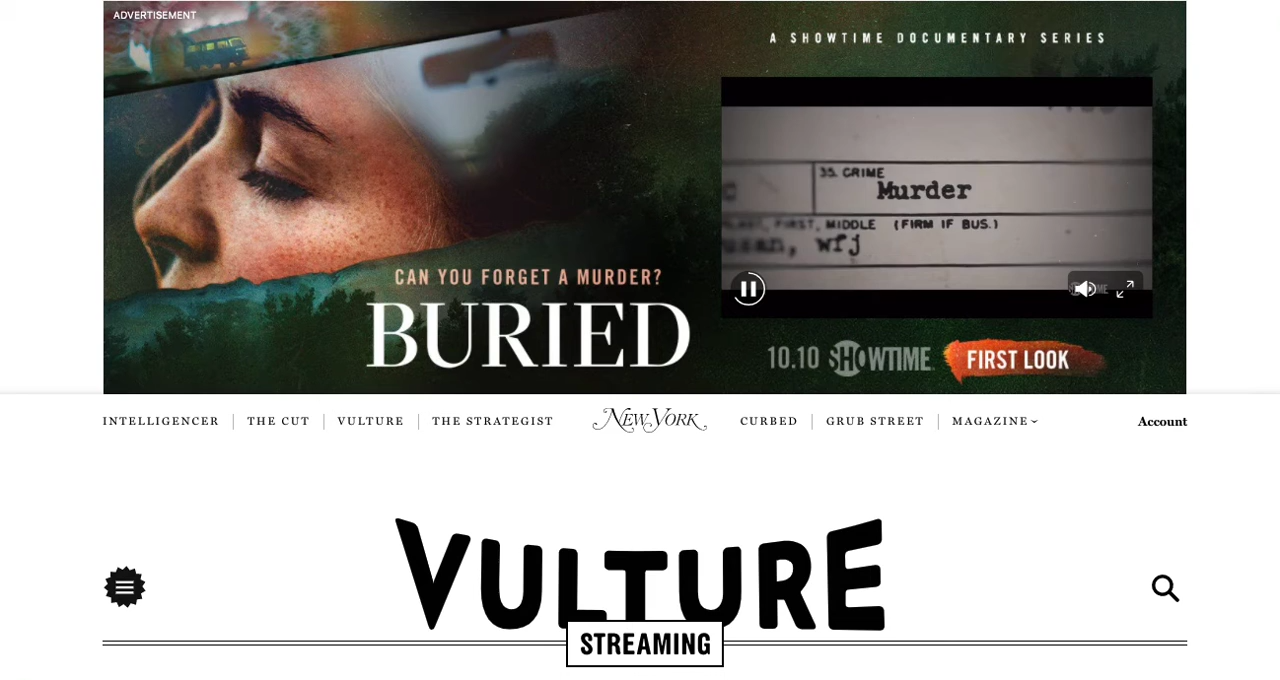 ADVERTISEMENT
A SHOWTIME DOCUMENTARY SERIES
35. CRIME
Murder
FIRST, MIDDLE (FIRM IF BUS.)
wfj
CAN YOU FORGET A MURDER?
BURIED
10.10 SHOWTIME FIRST LOOK
INTELLIGENCER THE CUT VULTURE THE STRATEGIST NEW YORK CURBED GRUB STREET MAGAZINE Account
VULTURE
STREAMING